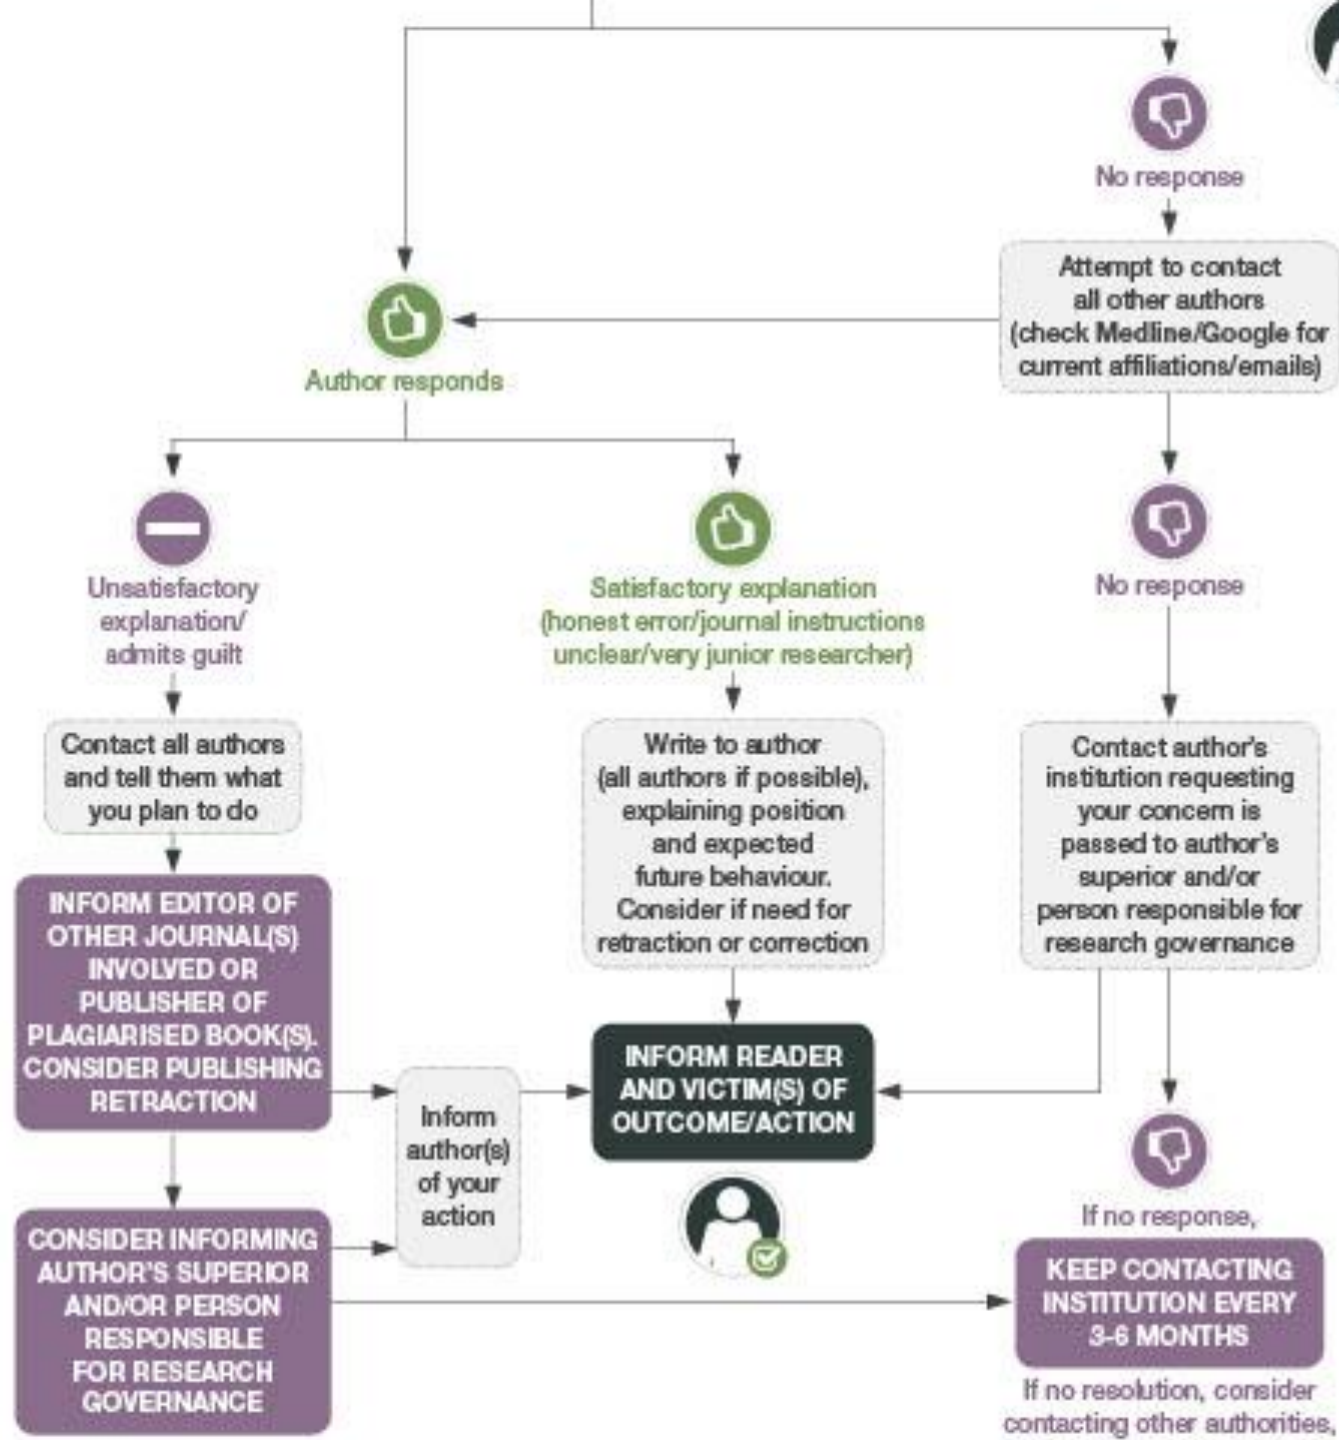 No response
Attempt to contact
all other authors
(check Medline/Google for
current affiliations/emails)
Author responds
Unsatisfactory
explanation/
admits guilt
Satisfactory explanation
(honest error/journal instructions
unclear/very junior researcher)
No response
Contact all authors
and tell them what
you plan to do
Write to author
(all authors if possible),
explaining position
and expected
future behaviour.
Consider if need for
retraction or correction
Contact author's
institution requesting
your concern is
passed to author's
superior and/or
person responsible for
research governance
INFORM EDITOR OF
OTHER JOURNAL(S)
INVOLVED OR
PUBLISHER OF
PLAGIARISED BOOK(S).
CONSIDER PUBLISHING
RETRACTION
Inform
author(s)
of your
action
INFORM READER
AND VICTIM(S) OF
OUTCOME/ACTION
CONSIDER INFORMING
AUTHOR'S SUPERIOR
AND/OR PERSON
RESPONSIBLE
FOR RESEARCH
GOVERNANCE
If no response,
KEEP CONTACTING
INSTITUTION EVERY
3-6 MONTHS
If no resolution, consider
contacting other authorities,